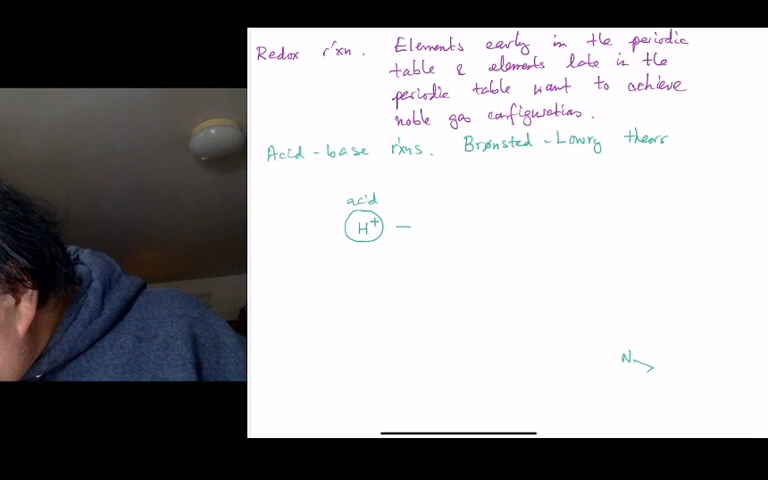 Redox r'xn. Elements early in the periodic
table & elements late in the
periodic table want to achieve
noble gas configuration.
Acid-base r'xns. Brønsted-Lowry theory
acid
H+ —
N